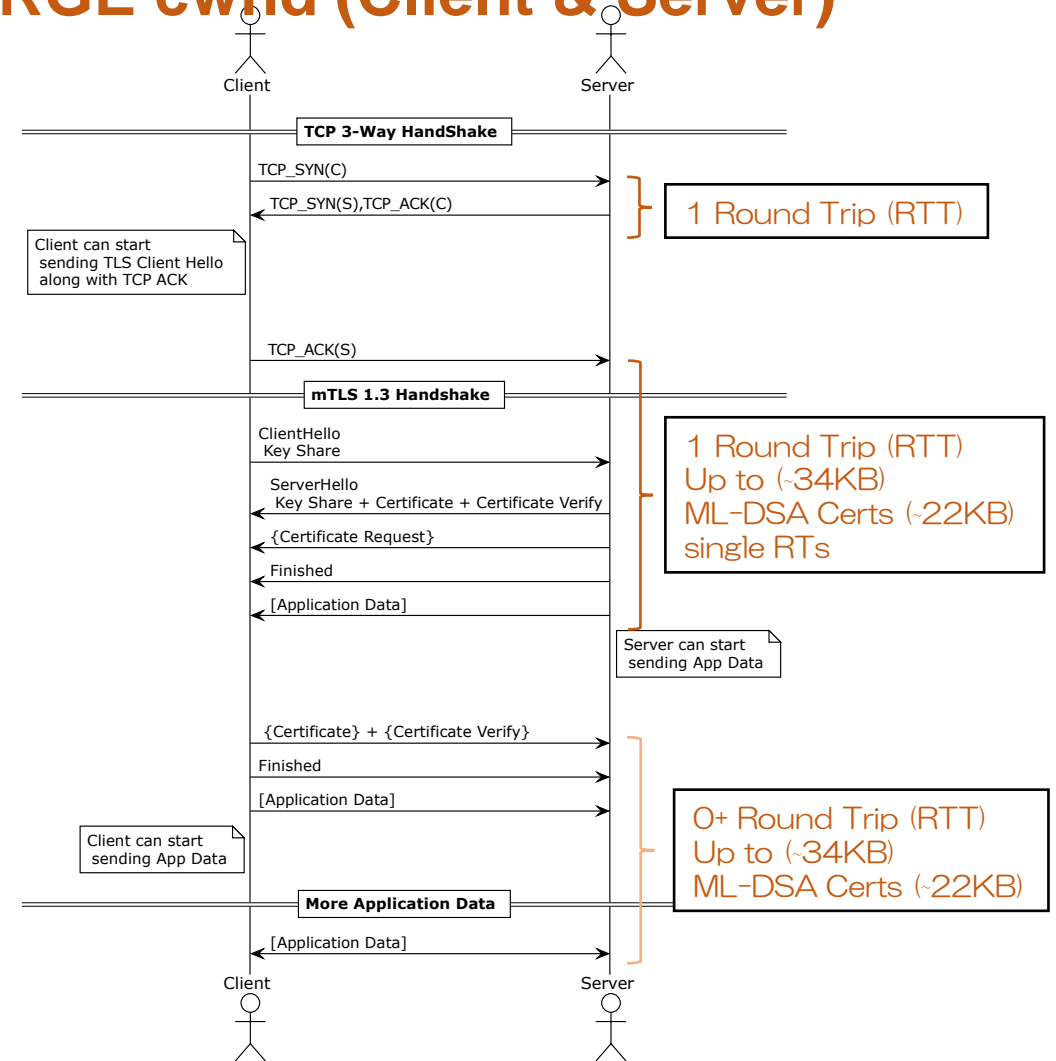 RGE cwnd (Client & Server)
Client
Server
TCP 3-Way HandShake
TCP_SYN(C)
TCP_SYN(S),TCP_ACK(C)
1 Round Trip (RTT)
Client can start
sending TLS Client Hello
along with TCP ACK
TCP_ACK(S)
mTLS 1.3 Handshake
ClientHello
Key Share
ServerHello
Key Share + Certificate + Certificate Verify
{Certificate Request}
Finished
[Application Data]
1 Round Trip (RTT)
Up to (~34KB)
ML-DSA Certs (~22KB)
single RTs
Server can start
sending App Data
{Certificate} + {Certificate Verify}
Finished
[Application Data]
Client can start
sending App Data
0+ Round Trip (RTT)
Up to (~34KB)
ML-DSA Certs (~22KB)
More Application Data
[Application Data]
Client
Server